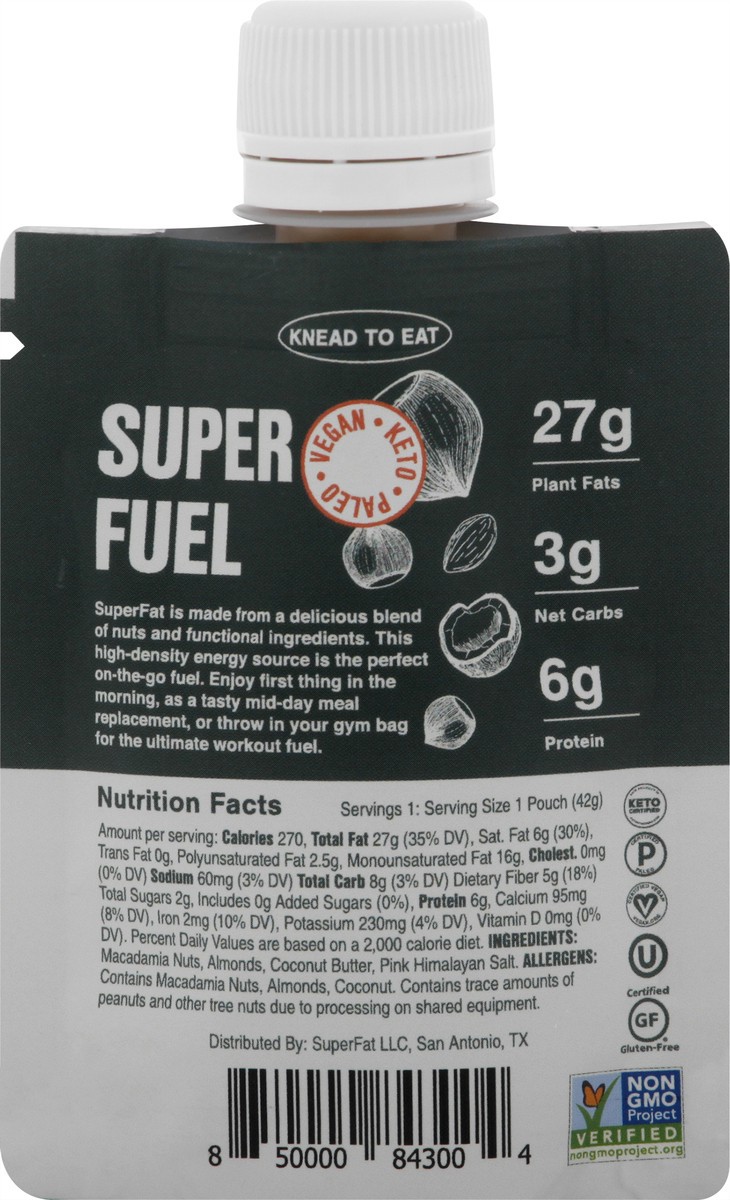 KNEAD TO EAT
SUPER
FUEL
VEGAN • KETO • PALEO •
27g
Plant Fats
3g
Net Carbs
6g
Protein
SuperFat is made from a delicious blend
of nuts and functional ingredients. This
high-density energy source is the perfect
on-the-go fuel. Enjoy first thing in the
morning, as a tasty mid-day meal
replacement, or throw in your gym bag
for the ultimate workout fuel.
Nutrition Facts Servings 1: Serving Size 1 Pouch (42g)
Amount per serving: Calories 270, Total Fat 27g (35% DV), Sat. Fat 6g (30%),
Trans Fat 0g, Polyunsaturated Fat 2.5g, Monounsaturated Fat 16g, Cholest. 0mg
(0% DV) Sodium 60mg (3% DV) Total Carb 8g (3% DV) Dietary Fiber 5g (18%)
Total Sugars 2g, Includes 0g Added Sugars (0%), Protein 6g, Calcium 95mg
(8% DV), Iron 2mg (10% DV), Potassium 230mg (4% DV), Vitamin D 0mg (0%
DV). Percent Daily Values are based on a 2,000 calorie diet. INGREDIENTS:
Macadamia Nuts, Almonds, Coconut Butter, Pink Himalayan Salt. ALLERGENS:
Contains Macadamia Nuts, Almonds, Coconut. Contains trace amounts of
peanuts and other tree nuts due to processing on shared equipment.
Distributed By: SuperFat LLC, San Antonio, TX
KETO
CERTIFIED
CERTIFIED
P
PALEO
CERTIFIED VEGAN
VEGAN.ORG
U
Certified
GF
Gluten-Free
8 50000 84300 4
NON
GMO
Project
VERIFIED
nongmoproject.org